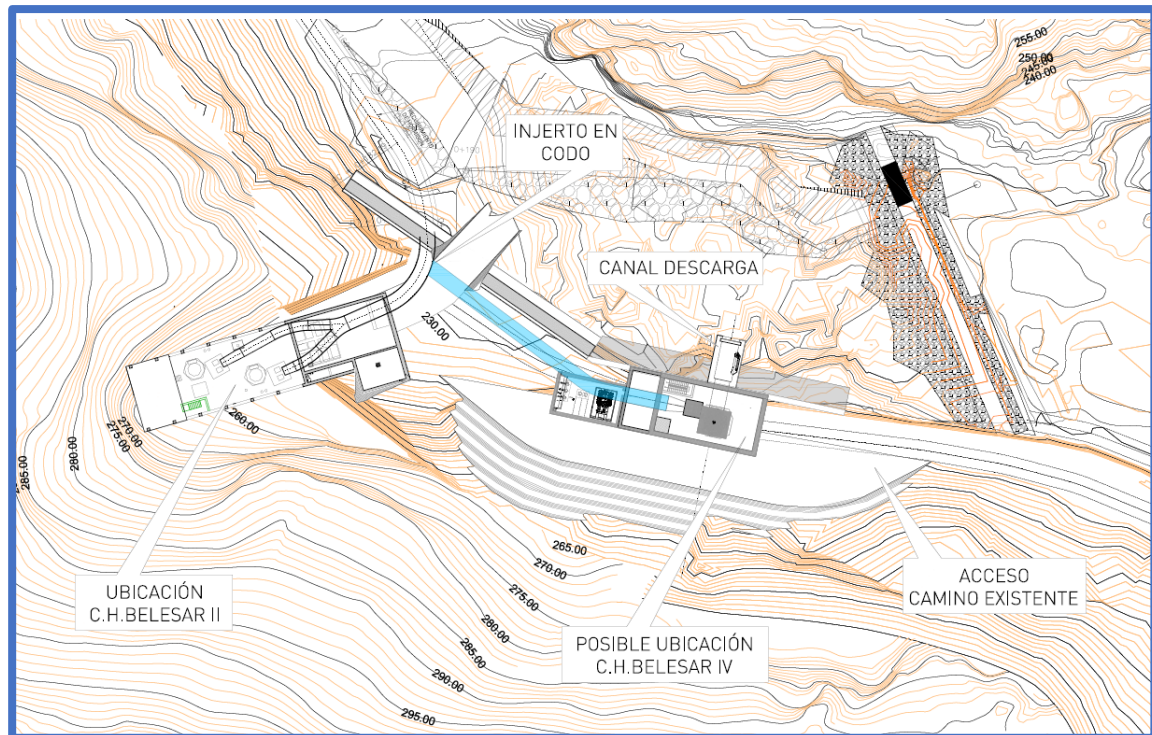 255.00
250.00
245.00
240.00
INJERTO EN
CODO
CANAL DESCARGA
230.00
260.00
270.00
275.00
280.00
285.00
265.00
270.00
275.00
280.00
285.00
290.00
295.00
UBICACIÓN
C.H.BELESAR II
POSIBLE UBICACIÓN
C.H.BELESAR IV
ACCESO
CAMINO EXISTENTE